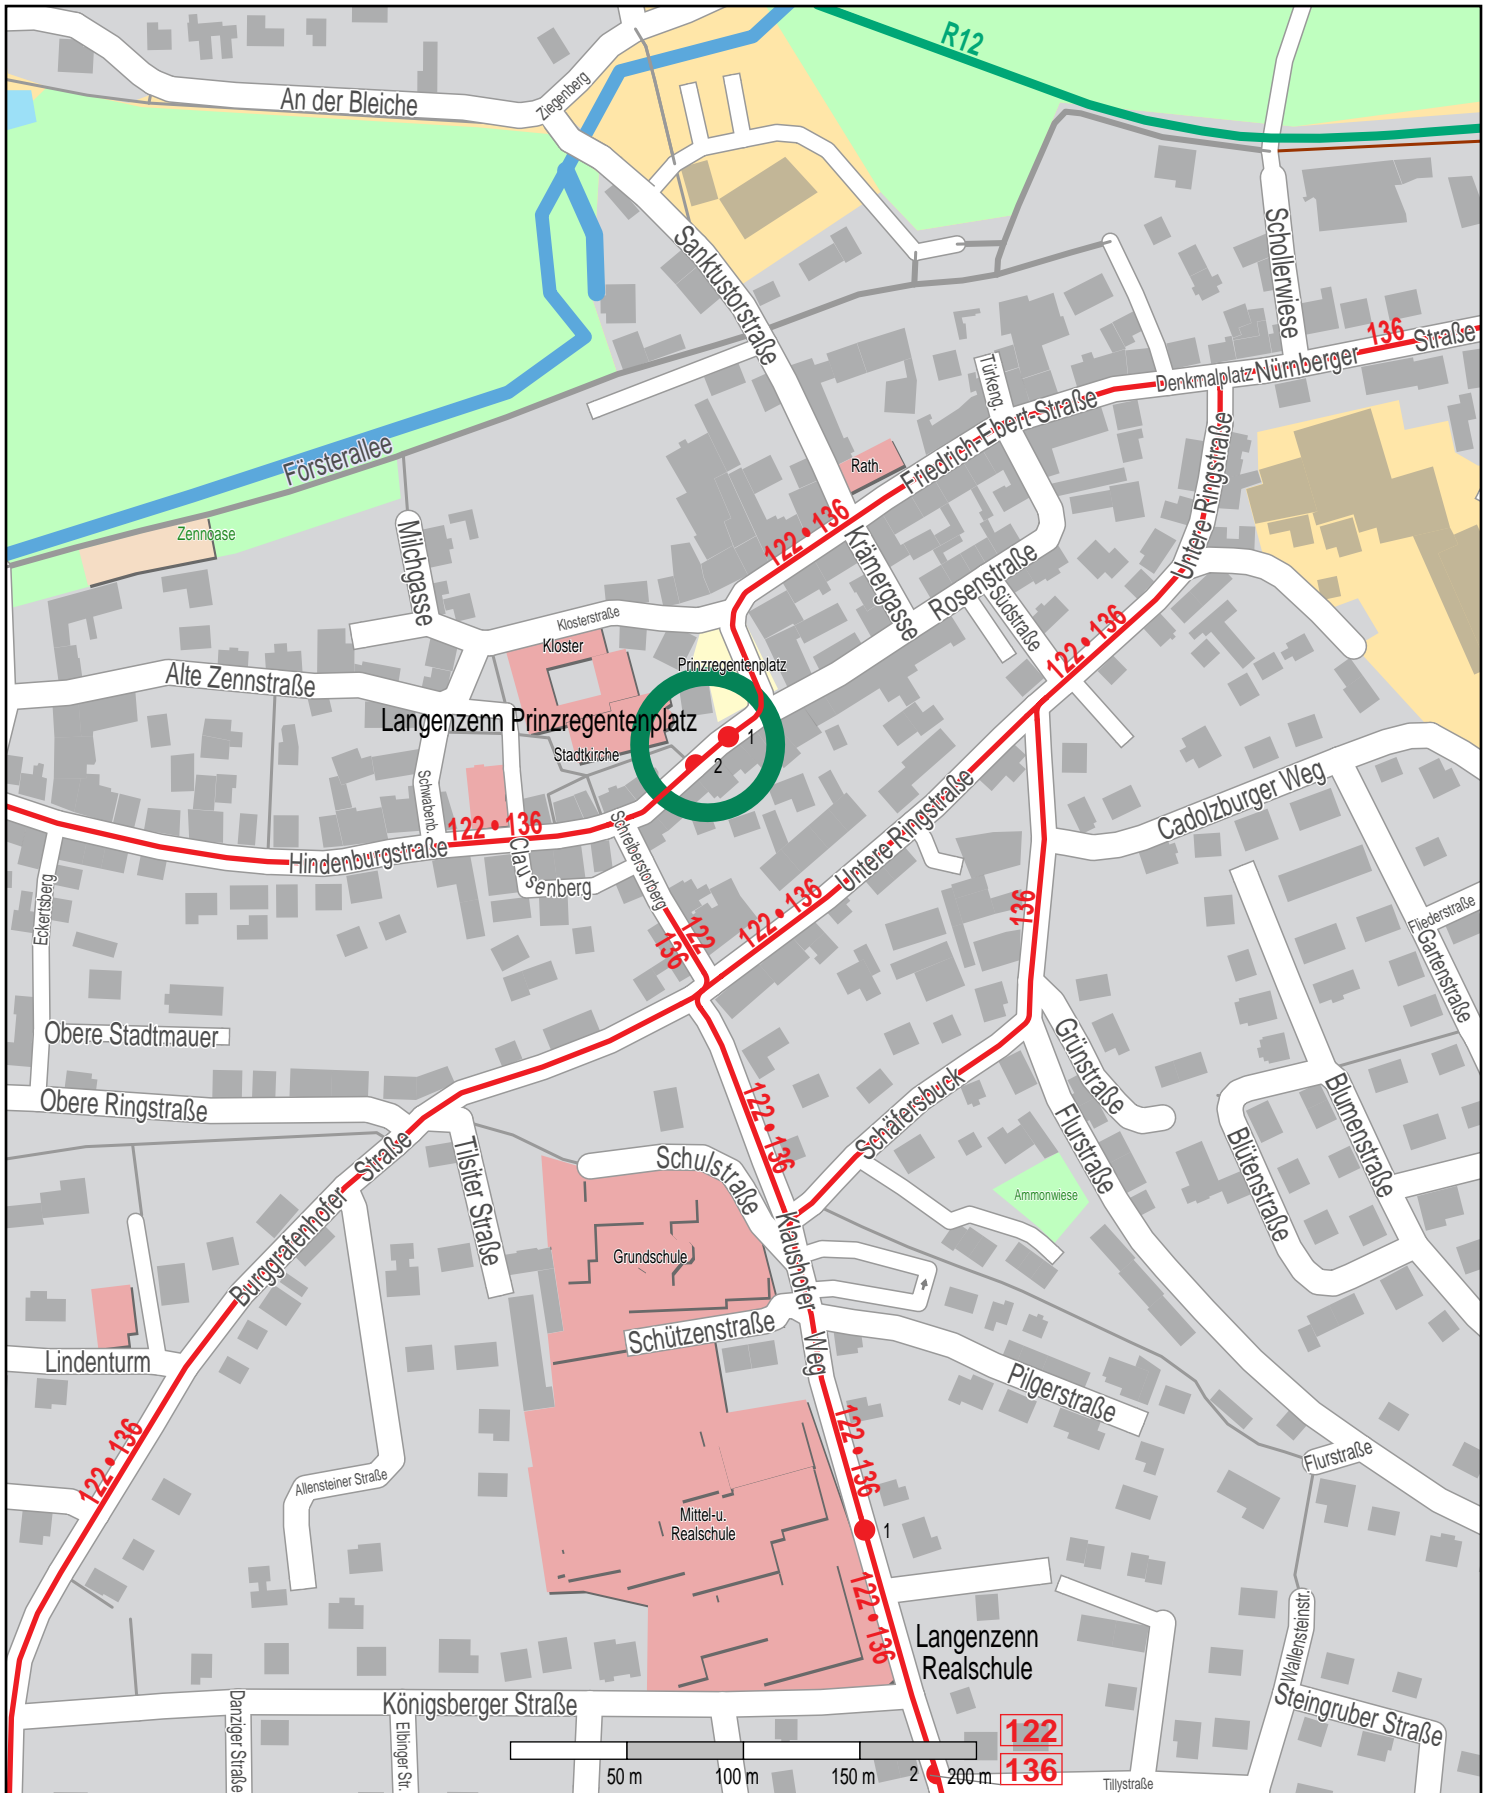 R12
An der Bleiche
Ziegenberg
Sanktustorstraße
Schollerwiese
136
Straße
Nürnberger
Denkmalplatz
Türkeng.
Friedrich-Ebert-Straße
Försterallee
Rath.
Zennoase
Milchgasse
122 • 136
Krämergasse
Rosenstraße
Südstraße
Untere Ringstraße
122 • 136
Klosterstraße
Kloster
Prinzregentenplatz
Alte Zennstraße
Langenzenn Prinzregentenplatz
Stadtkirche
1
2
Schwabenb.
122 • 136
Hindenburgstraße
Clausenberg
Schreiberstorberg
Untere Ringstraße
Cadolzburger Weg
Eckertsberg
122
136
122 • 136
136
Fliederstraße
Gartenstraße
Obere Stadtmauer
Obere Ringstraße
Grünstraße
Schäfersbuck
Blumenstraße
Flurstraße
Blütenstraße
122 • 136
Straße
Tilsiter Straße
Schulstraße
Ammonwiese
Burggrafenhofer
Grundschule
Klaushofer
Weg
Schützenstraße
Lindenturm
Pilgerstraße
122 • 136
122 • 136
Allensteiner Straße
Flurstraße
Mittel-u.
Realschule
1
122 • 136
Langenzenn
Realschule
Wallensteinstr.
Steingruber Straße
Königsberger Straße
Danziger Straße
Elbinger Str.
122
136
50 m
100 m
150 m
2
200 m
Tillystraße